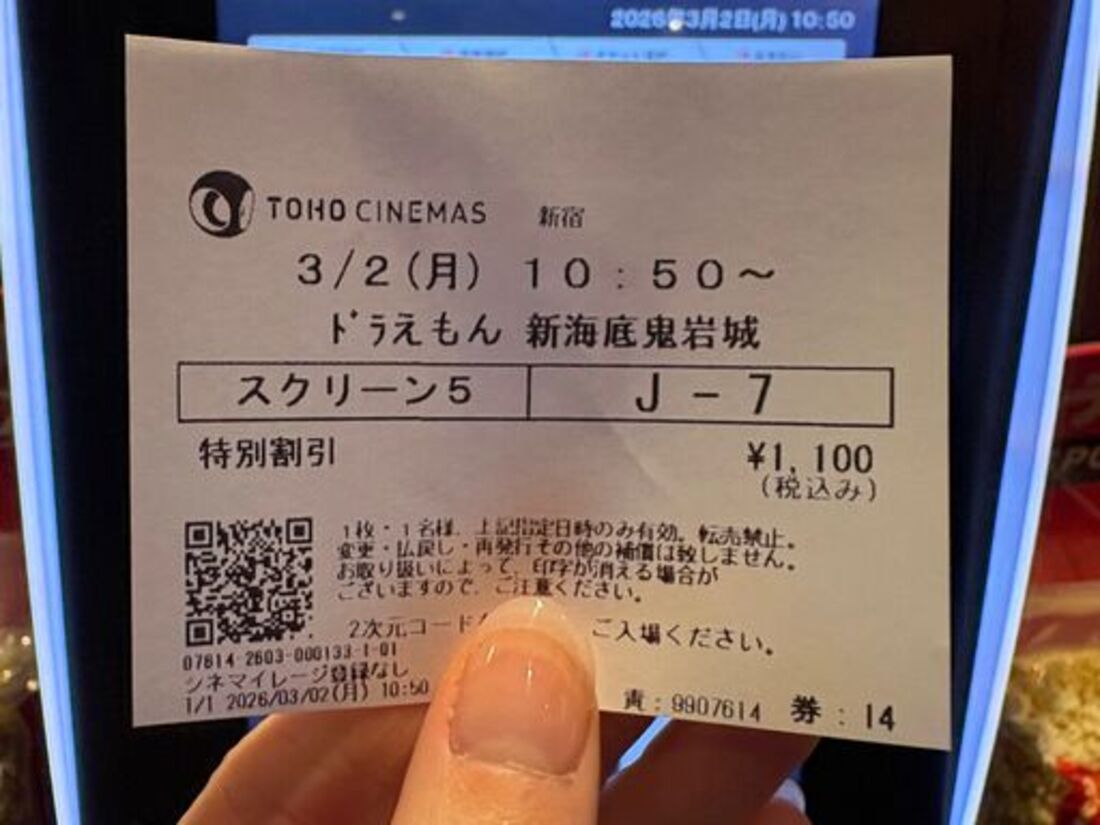 2026年3月2日(月) 10:50
TOHO CINEMAS 新宿
3/2(月) 10:50～
ﾄﾞﾗえもん 新海底鬼岩城
スクリーン5 J-7
特別割引 ¥1,100
(税込み)
1枚・1名様、上記指定日時のみ有効。転売禁止。
変更・払戻し・再発行その他の補償は致しません。
お取り扱いによって、印字が消える場合が
ございますので、ご注意ください。
2次元コード ご入場ください。
07614-2603-000133-1-01
シネマイレージ登録なし
1/1 2026/03/02(月) 10:50
責:9907614 券:14